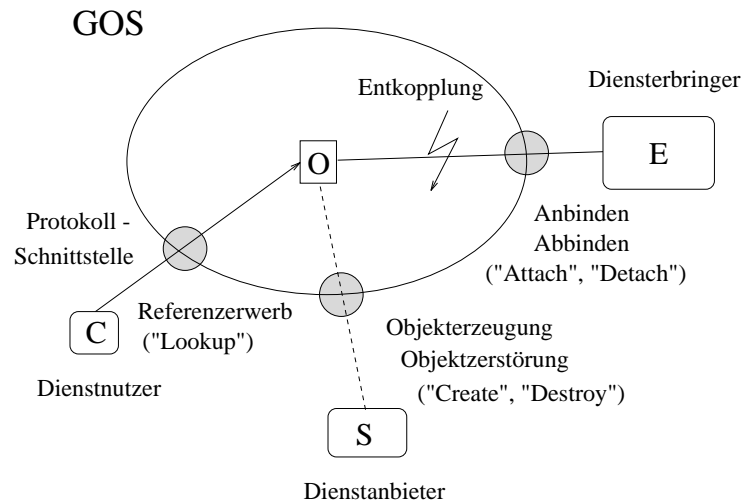 GOS
Entkopplung
Diensterbringer
O
E
Anbinden
Abbinden
("Attach", "Detach")
Protokoll -
Schnittstelle
Referenzerwerb
("Lookup")
C
Dienstnutzer
Objekterzeugung
Objektzerstörung
("Create", "Destroy")
S
Dienstanbieter